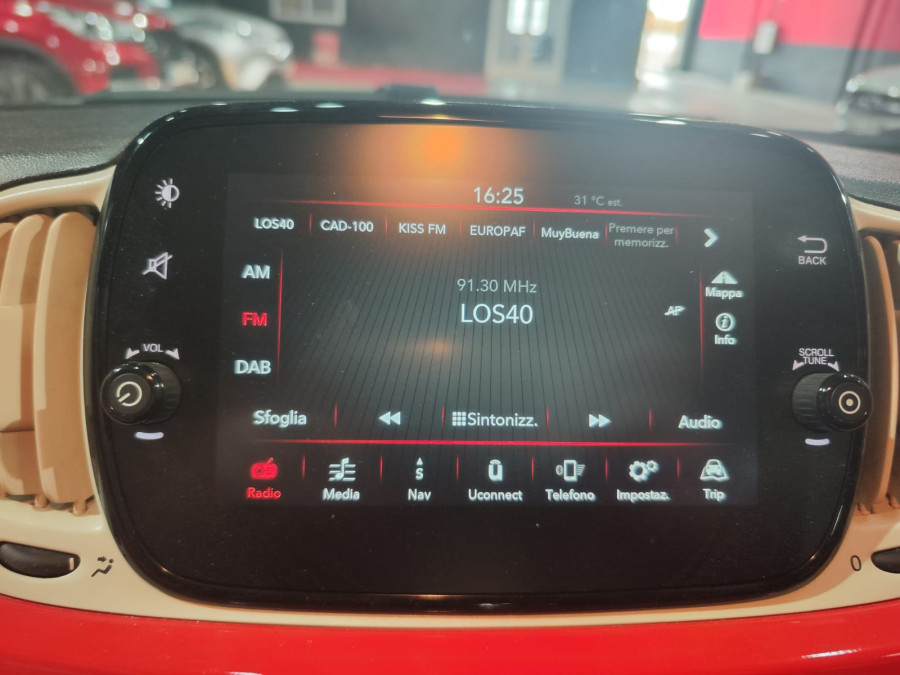 16:25
31 °C est.
LOS40
CAD-100
KISS FM
EUROPAF
MuyBuena
Premere per
memorizz.
BACK
AM
91.30 MHz
Mappa
FM
LOS40
AF
Info
VOL
DAB
SCROLL
TUNE
Sfoglia
Sintonizz.
Audio
S
Radio
Media
Nav
Uconnect
Telefono
Impostaz.
Trip
0